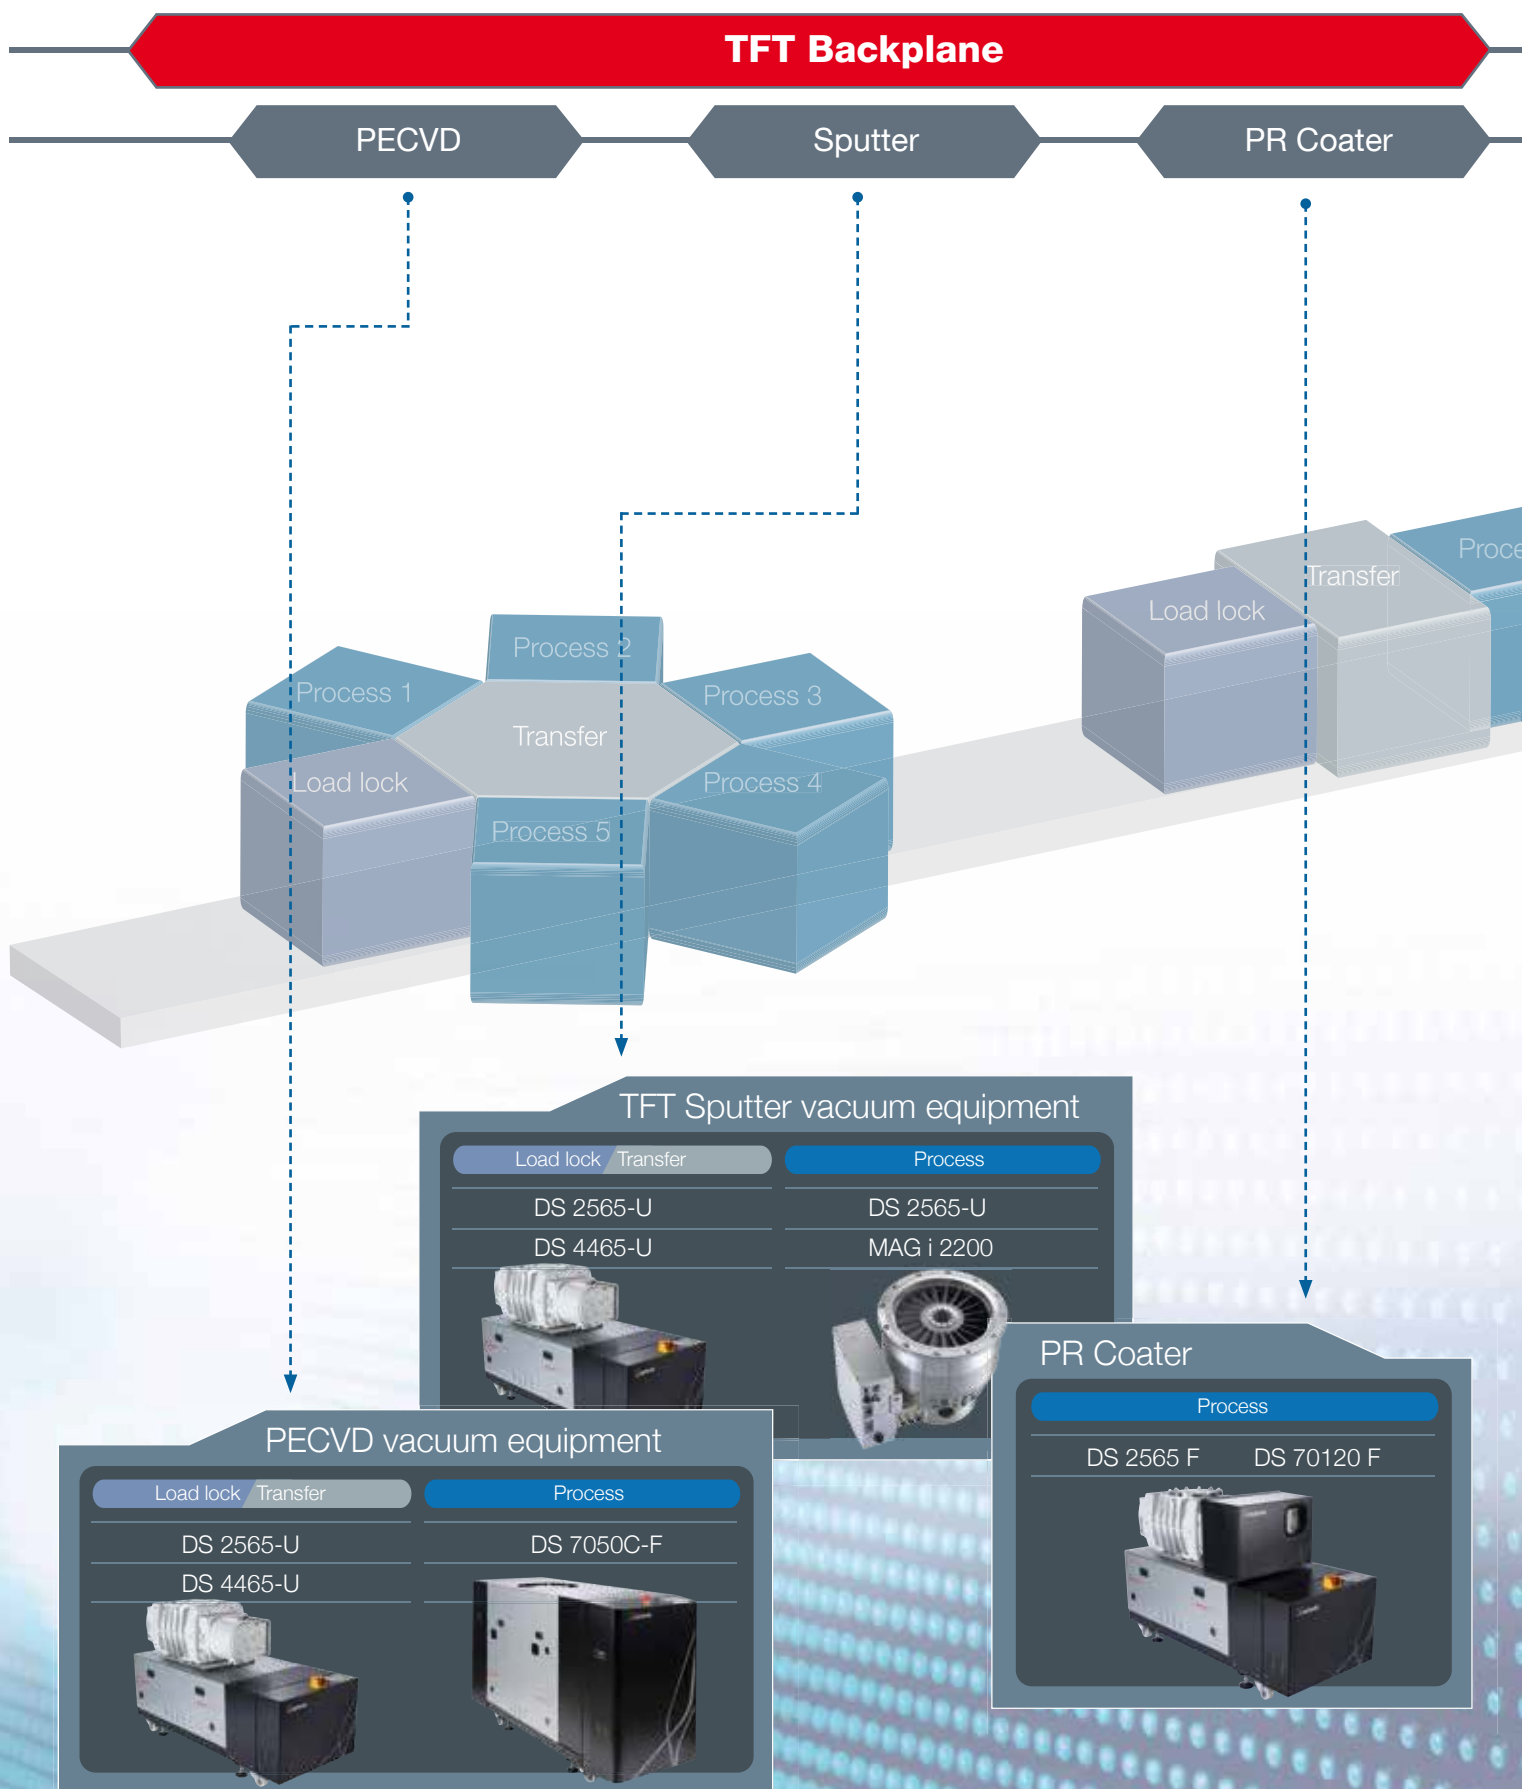 TFT Backplane
PECVD
Sputter
PR Coater
Process 2
Process 1
Process 3
Transfer
Load lock
Process 4
Process 5
Load lock
Transfer
Proce
TFT Sputter vacuum equipment
Load lock Transfer
Process
DS 2565-U
DS 2565-U
DS 4465-U
MAG i 2200
PR Coater
Process
DS 2565 F DS 70120 F
PECVD vacuum equipment
Load lock Transfer
Process
DS 2565-U
DS 7050C-F
DS 4465-U